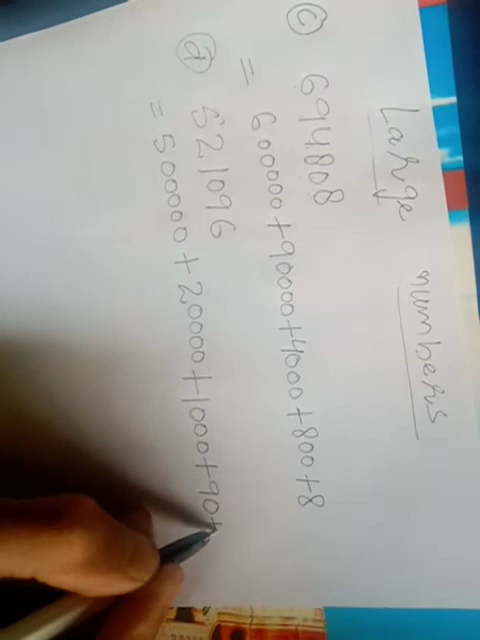 Large numbers
(c) 694808
= 600000+90000+4000+800+8
(d) 521096
= 500000+20000+1000+90+